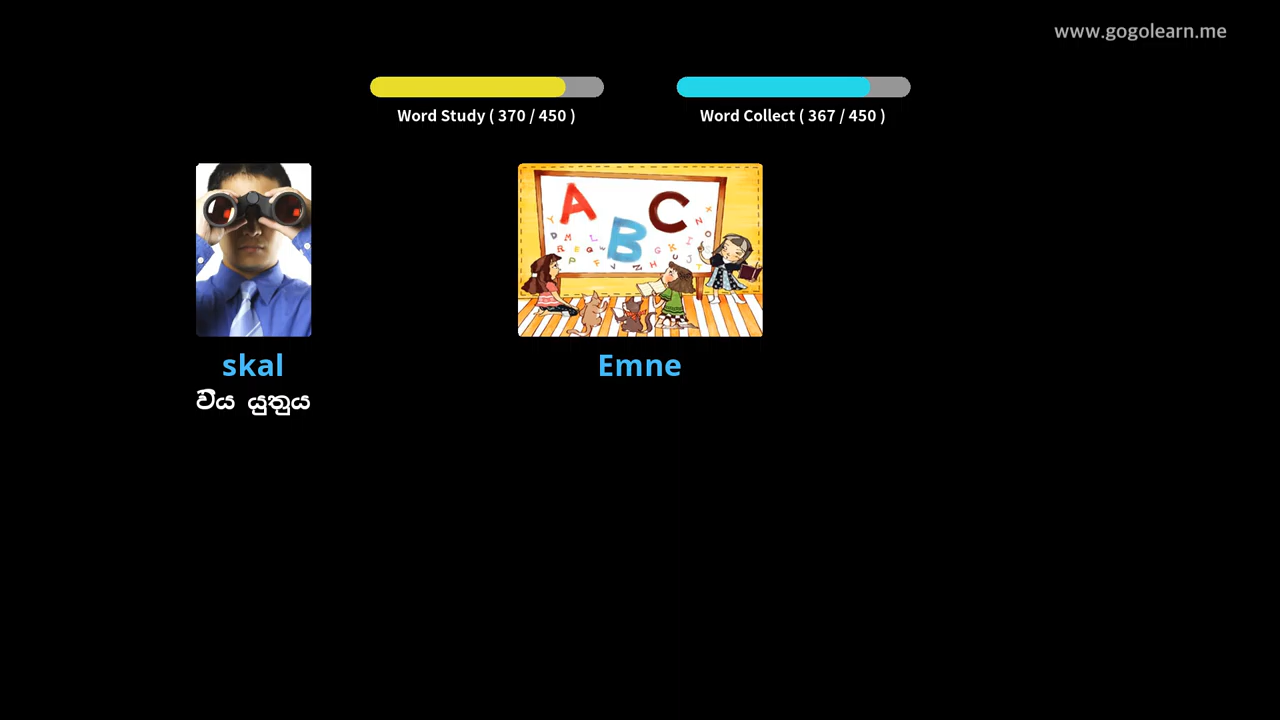 www.gogolearn.me
Word Study ( 370 / 450 )
Word Collect ( 367 / 450 )
A
B
C
skal
Emne
විය යුතුය